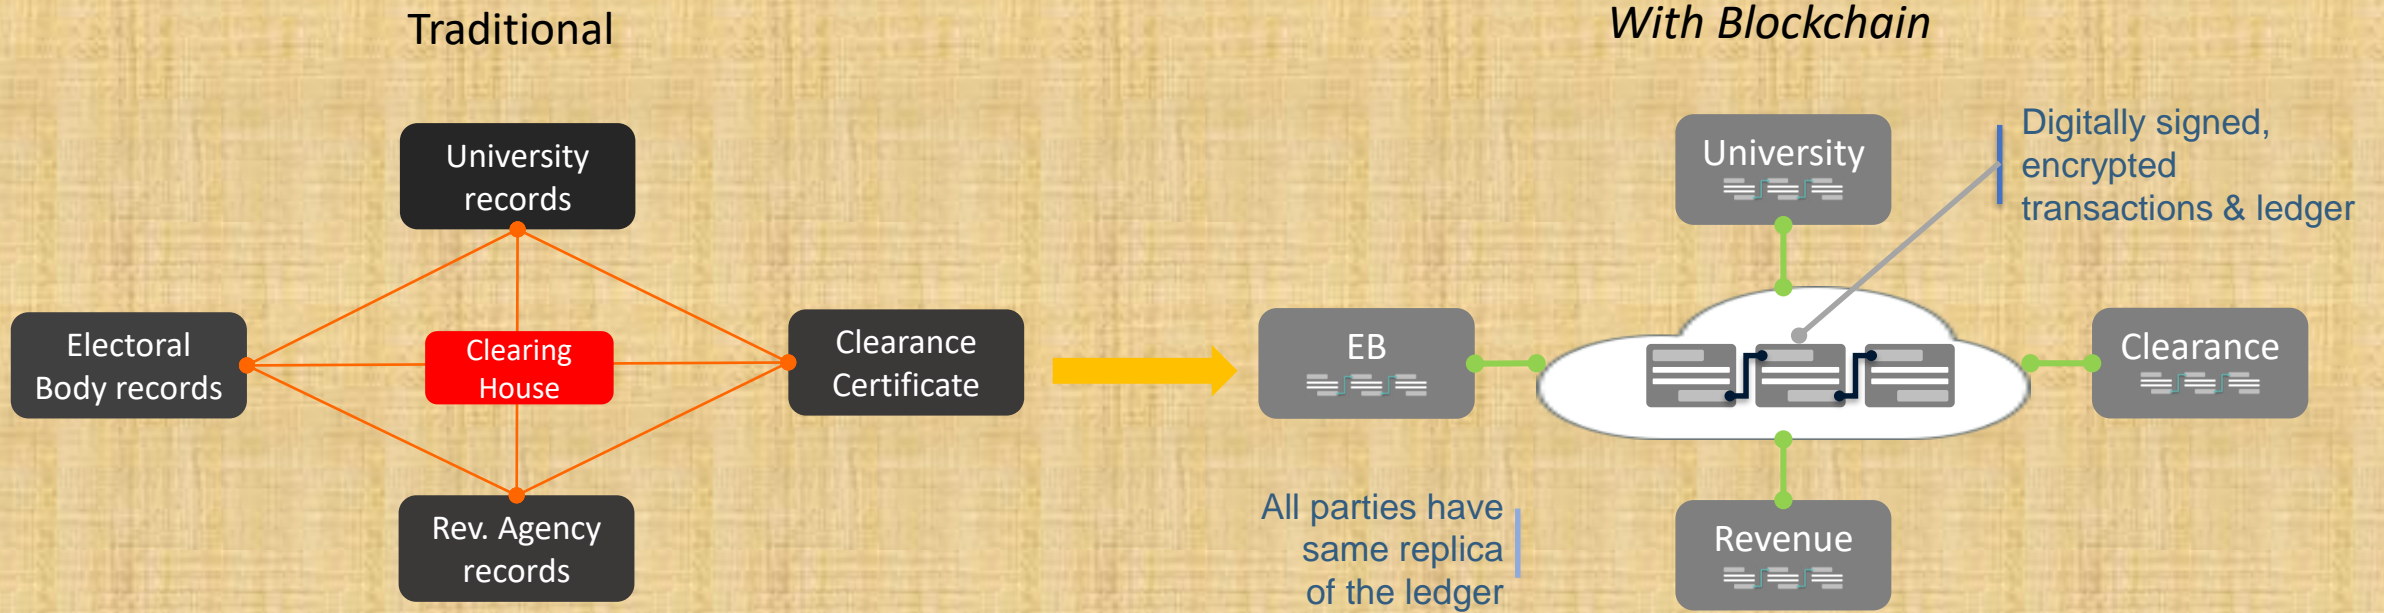 Traditional
University
records
Electoral
Body records
Clearing
House
Clearance
Certificate
Rev. Agency
records
With Blockchain
University
Digitally signed,
encrypted
transactions & ledger
EB
Clearance
All parties have
same replica
of the ledger
Revenue